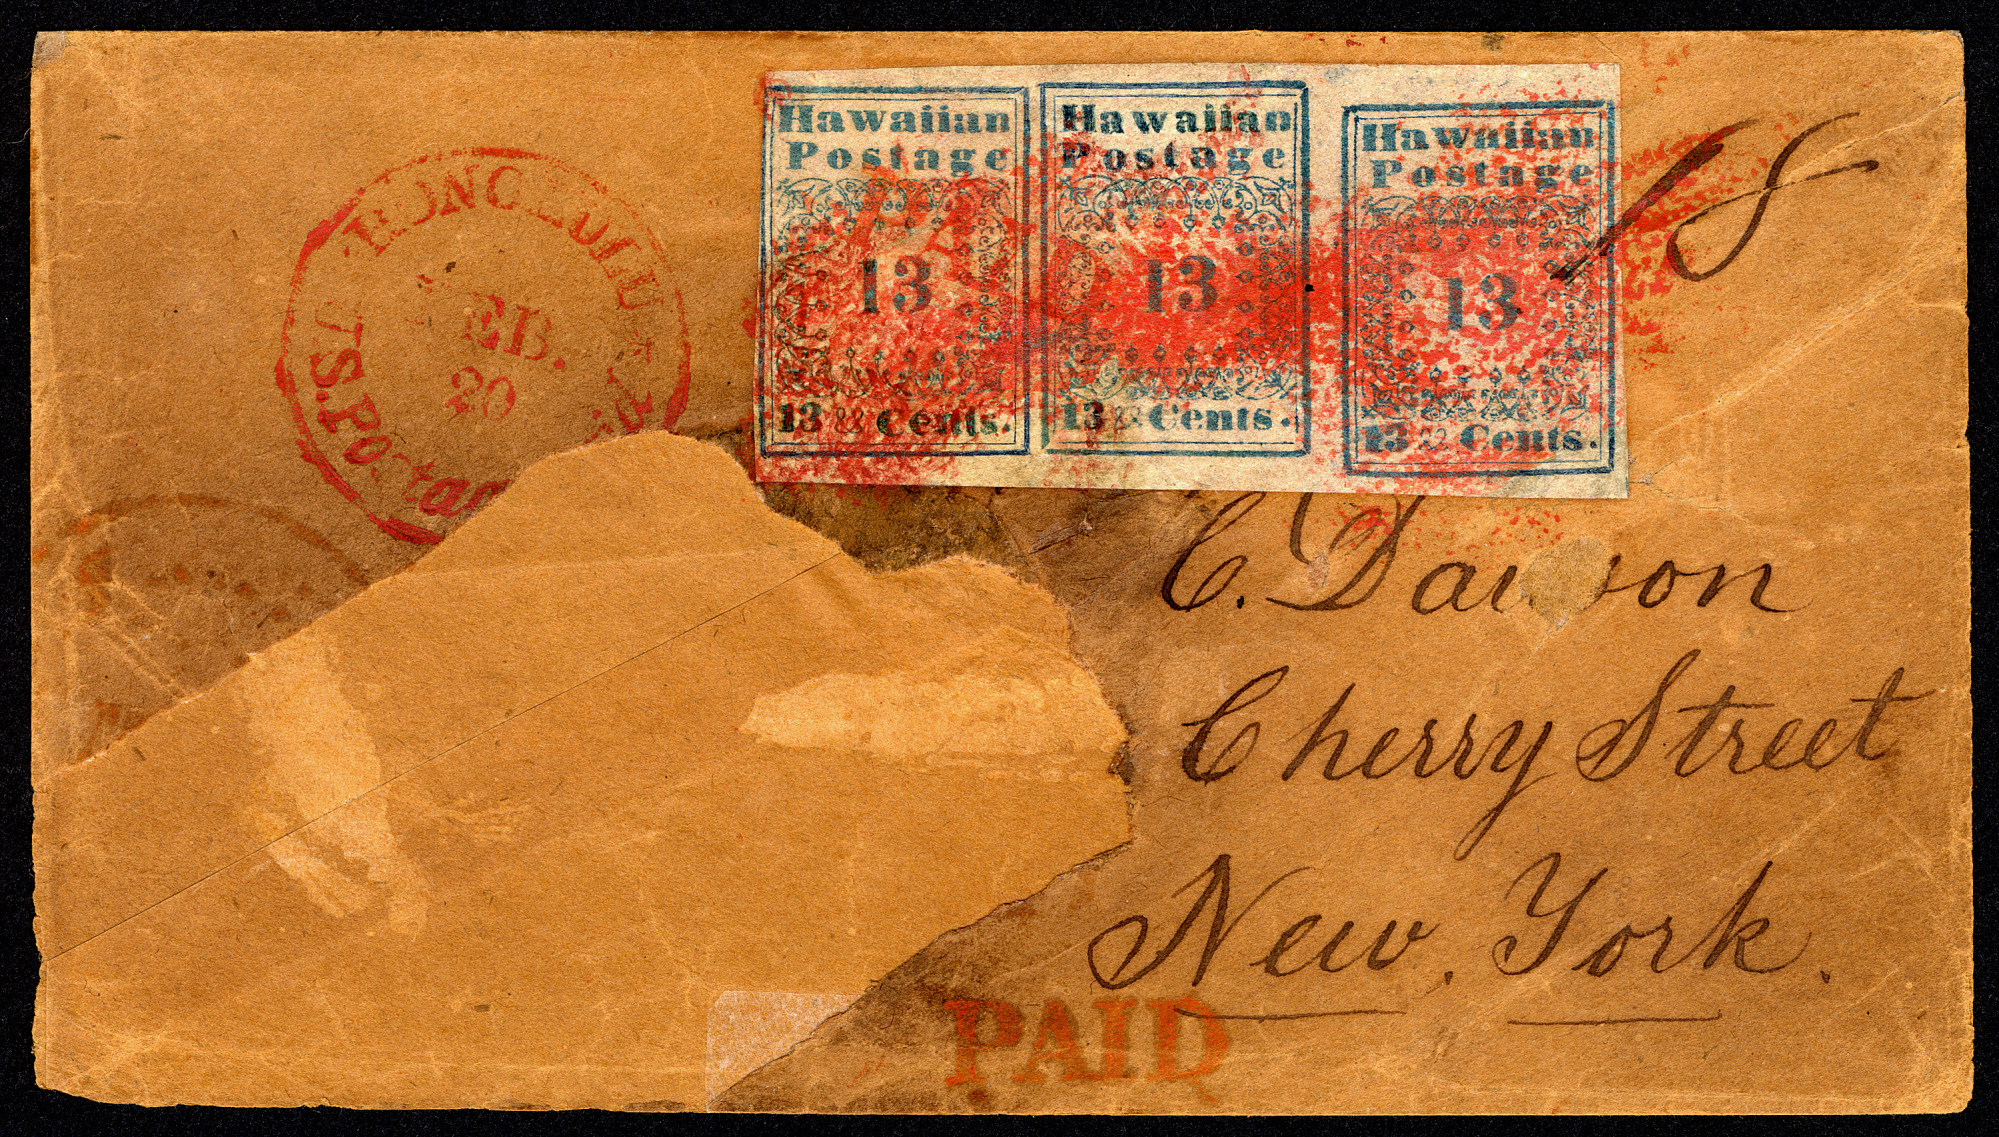 HONOLULU
U.S. Postage
FEB.
20
Hawaiian
Postage
13
13 Cents.
Hawaiian
Postage
13
13 Cents.
Hawaiian
Postage
13
13 Cents.
18
C. Dawson
Cherry Street
New York.
PAID